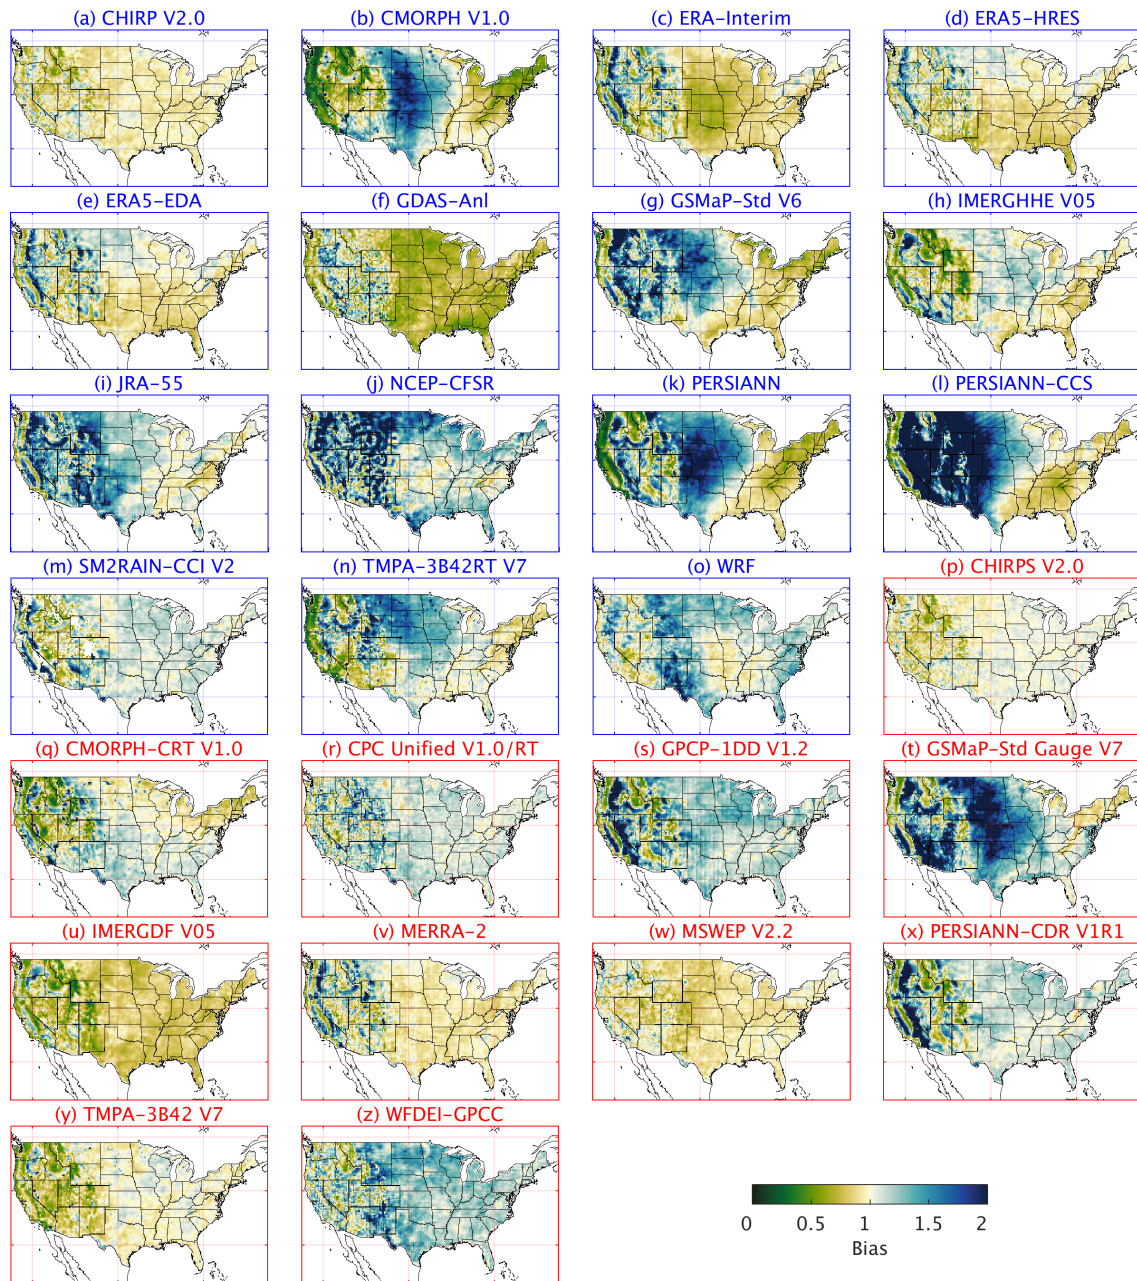 (a) CHIRP V2.0
(b) CMORPH V1.0
(c) ERA-Interim
(d) ERA5-HRES
(e) ERA5-EDA
(f) GDAS-Anl
(g) GSMaP-Std V6
(h) IMERGHHE V05
(i) JRA-55
(j) NCEP-CFSR
(k) PERSIANN
(l) PERSIANN-CCS
(m) SM2RAIN-CCI V2
(n) TMPA-3B42RT V7
(o) WRF
(p) CHIRPS V2.0
(q) CMORPH-CRT V1.0
(r) CPC Unified V1.0/RT
(s) GPCP-1DD V1.2
(t) GSMaP-Std Gauge V7
(u) IMERGDF V05
(v) MERRA-2
(w) MSWEP V2.2
(x) PERSIANN-CDR V1R1
(y) TMPA-3B42 V7
(z) WFDEI-GPCC
0 0.5 1 1.5 2
Bias